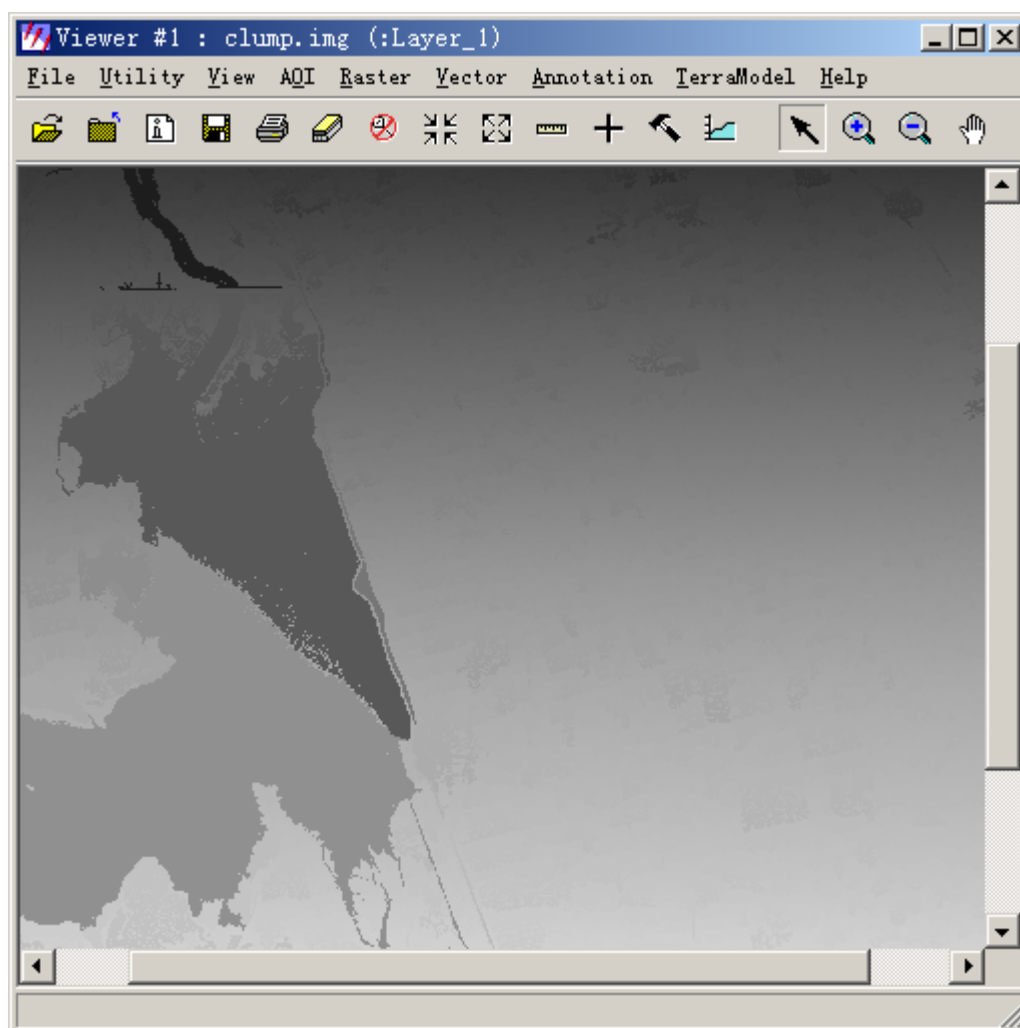 Viewer #1 : clump.img (:Layer_1)
File Utility View AOI Raster Vector Annotation TerraModel Help